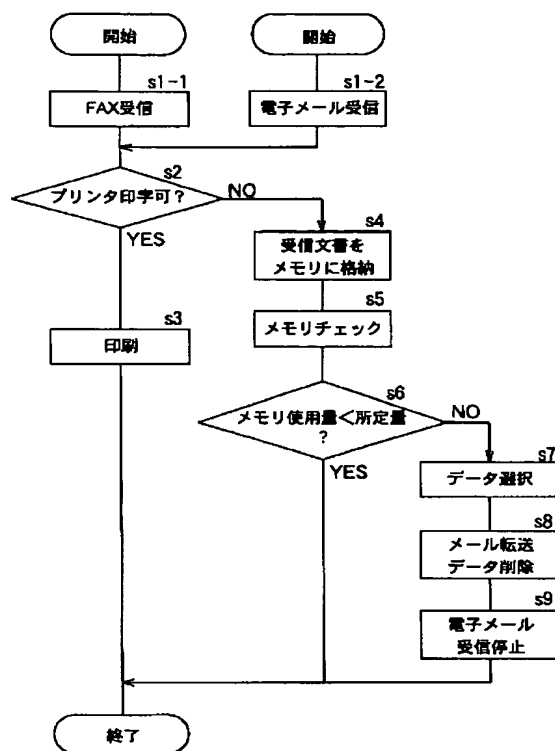 開始
開始
s1-1
s1-2
FAX受信
電子メール受信
s2
プリンタ印字可?
NO
YES
s4
受信文書を
メモリに格納
s5
メモリチェック
s3
印刷
s6
メモリ使用量<所定量
?
NO
YES
s7
データ選択
s8
メール転送
データ削除
s9
電子メール
受信停止
終了